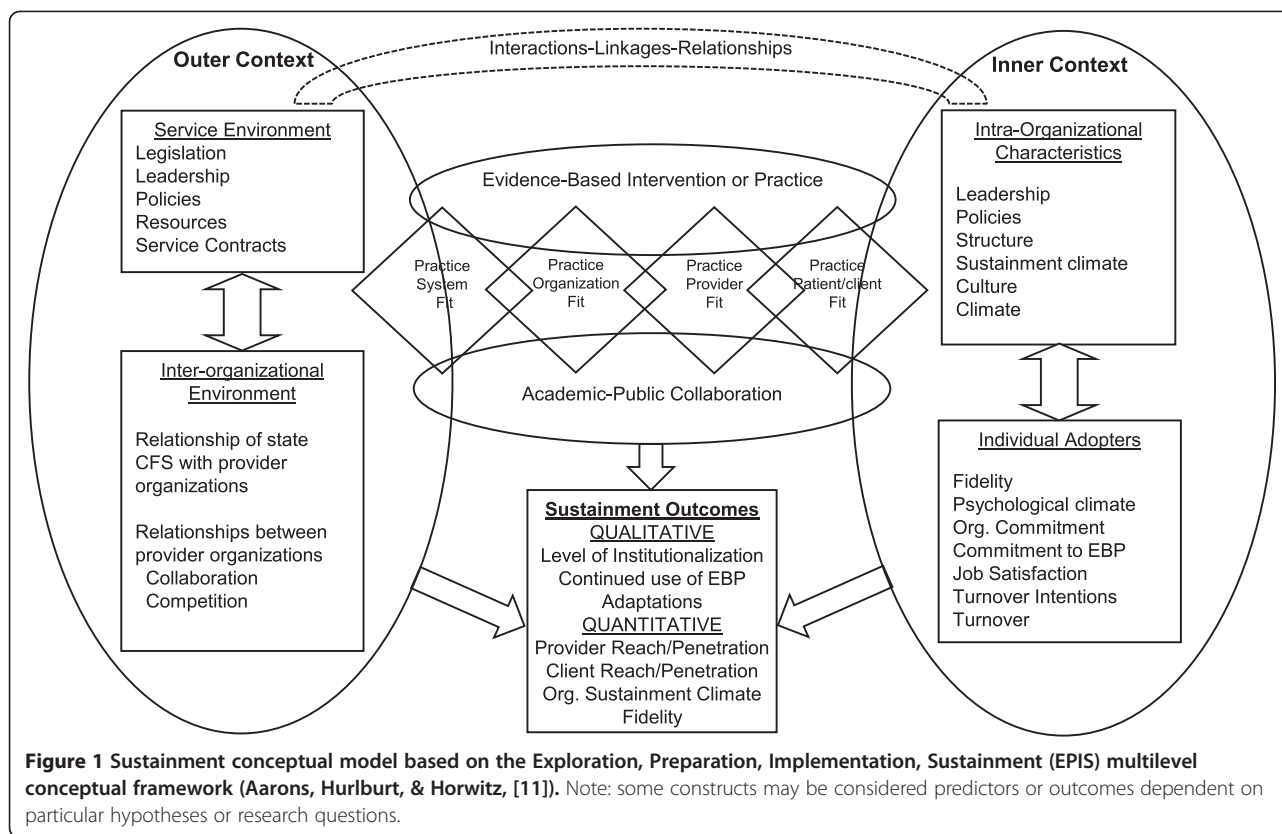 Interactions-Linkages-Relationships
Outer Context
Inner Context
Service Environment
Legislation
Leadership
Policies
Resources
Service Contracts
Inter-organizational
Environment
Relationship of state
CFS with provider
organizations
Relationships between
provider organizations
Collaboration
Competition
Evidence-Based Intervention or Practice
Practice
System
Fit
Practice
Organization
Fit
Practice
Provider
Fit
Practice
Patient/client
Fit
Academic-Public Collaboration
Sustainment Outcomes
QUALITATIVE
Level of Institutionalization
Continued use of EBP
Adaptations
QUANTITATIVE
Provider Reach/Penetration
Client Reach/Penetration
Org. Sustainment Climate
Fidelity
Intra-Organizational
Characteristics
Leadership
Policies
Structure
Sustainment climate
Culture
Climate
Individual Adopters
Fidelity
Psychological climate
Org. Commitment
Commitment to EBP
Job Satisfaction
Turnover Intentions
Turnover
Figure 1 Sustainment conceptual model based on the Exploration, Preparation, Implementation, Sustainment (EPIS) multilevel
conceptual framework (Aarons, Hurlburt, & Horwitz, [11]). Note: some constructs may be considered predictors or outcomes dependent on
particular hypotheses or research questions.